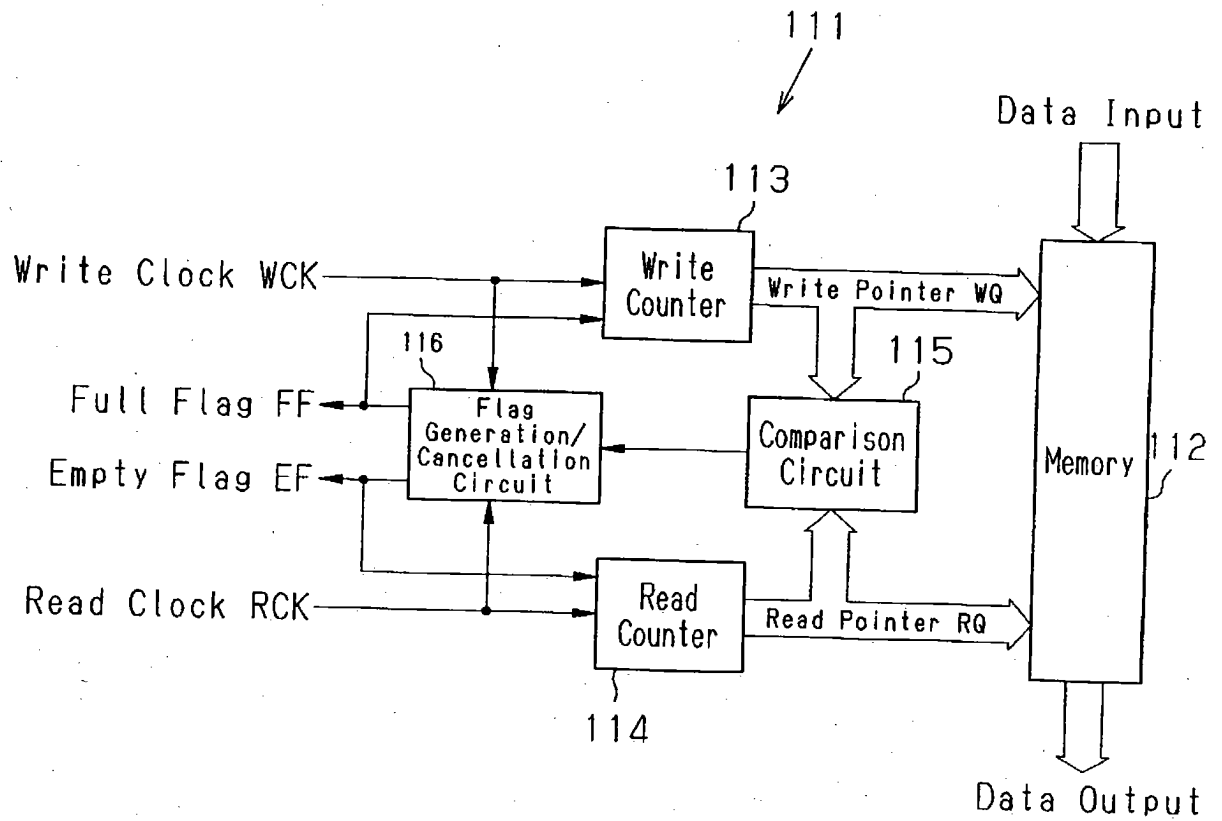 111
Data Input
113
Write Clock WCK
Write
Counter
Write Pointer WQ
116
115
Full Flag FF
Flag
Generation/
Cancellation
Circuit
Comparison
Circuit
Memory
112
Empty Flag EF
Read Clock RCK
Read
Counter
Read Pointer RQ
114
Data Output